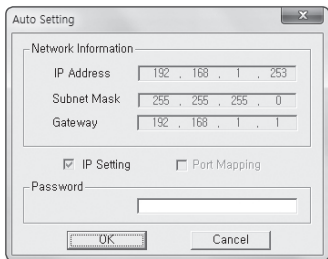 Auto Setting
Network Information
IP Address 192 . 168 . 1 . 253
Subnet Mask 255 . 255 . 255 . 0
Gateway 192 . 168 . 1 . 1
IP Setting Port Mapping
Password
OK Cancel